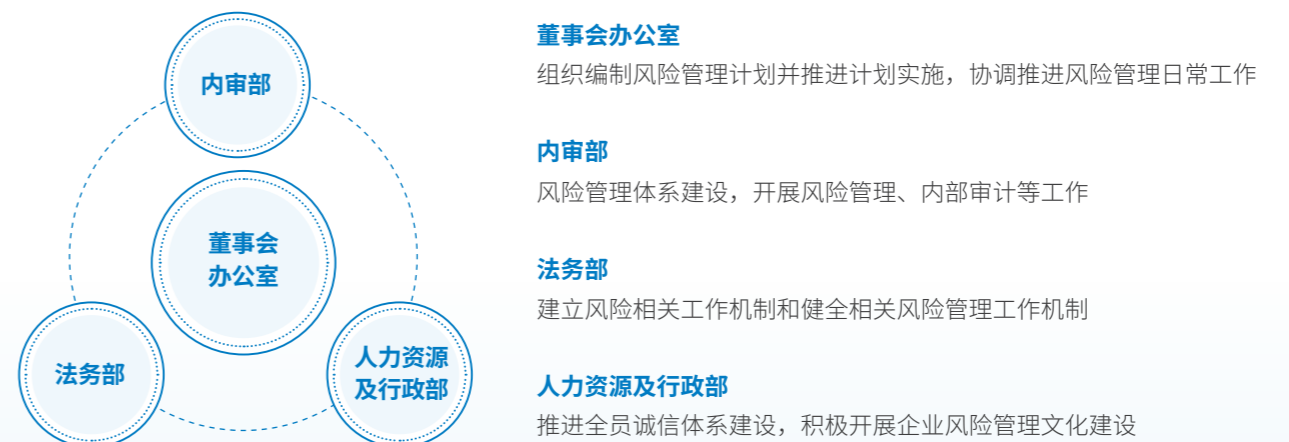 内审部
董事会
办公室
法务部
人力资源
及行政部
董事会办公室
组织编制风险管理计划并推进计划实施，协调推进风险管理日常工作
内审部
风险管理体系建设，开展风险管理、内部审计等工作
法务部
建立风险相关工作机制和健全相关风险管理工作机制
人力资源及行政部
推进全员诚信体系建设，积极开展企业风险管理文化建设